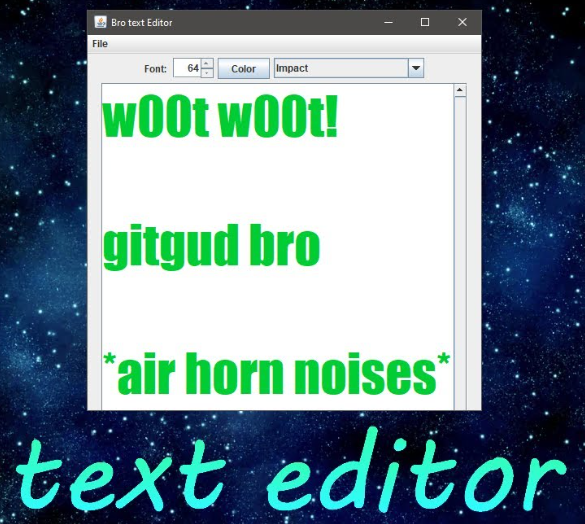 Bro text Editor
File
Font: 64 Color Impact
w00t w00t!
gitgud bro
*air horn noises*
text editor